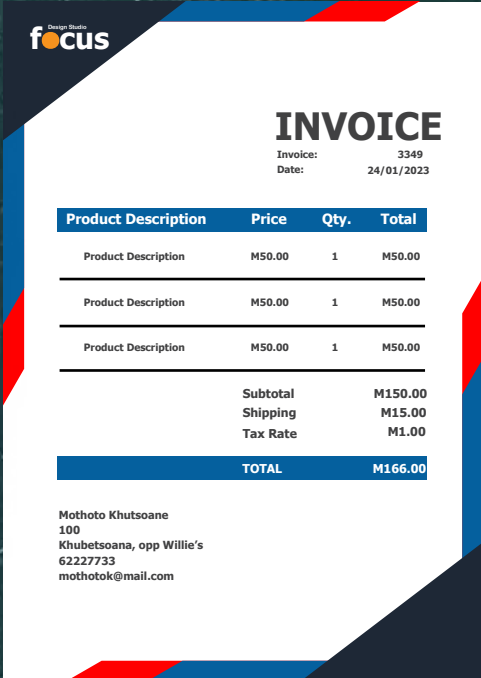 Design Studio
focus
INVOICE
Invoice: 3349
Date: 24/01/2023
Product Description Price Qty. Total
Product Description M50.00 1 M50.00
Product Description M50.00 1 M50.00
Product Description M50.00 1 M50.00
Subtotal M150.00
Shipping M15.00
Tax Rate M1.00
TOTAL M166.00
Mothoto Khutsoane
100
Khubetsoana, opp Willie’s
62227733
mothotok@mail.com